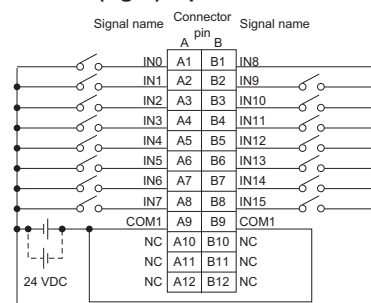 Signal name Connector pin Signal name
A B
IN0 A1 B1 IN8
IN1 A2 B2 IN9
IN2 A3 B3 IN10
IN3 A4 B4 IN11
IN4 A5 B5 IN12
IN5 A6 B6 IN13
IN6 A7 B7 IN14
IN7 A8 B8 IN15
COM1 A9 B9 COM1
NC A10 B10 NC
NC A11 B11 NC
NC A12 B12 NC
24 VDC